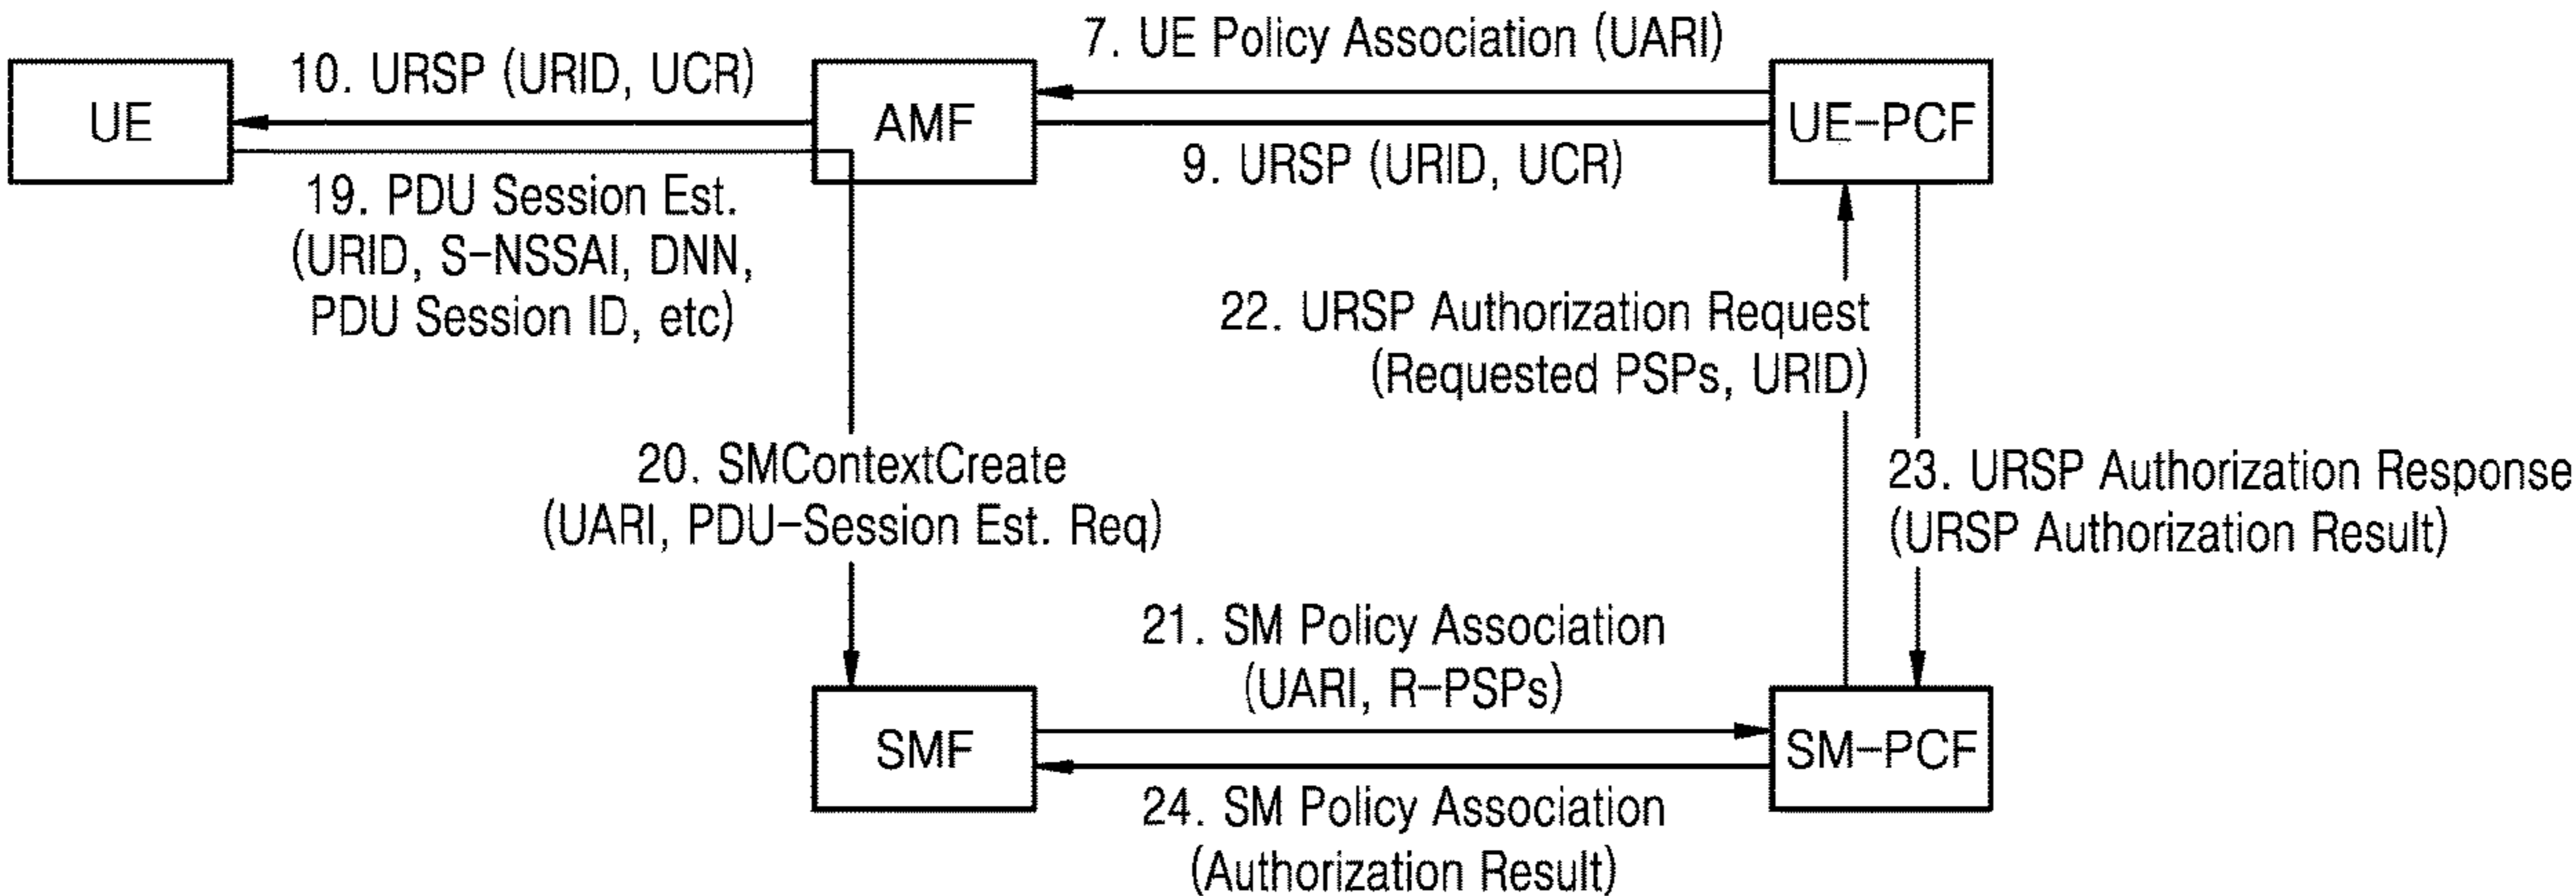 7. UE Policy Association (UARI)
10. URSP (URID, UCR)
UE
AMF
UE-PCF
9. URSP (URID, UCR)
19. PDU Session Est.
(URID, S-NSSAI, DNN,
PDU Session ID, etc)
22. URSP Authorization Request
(Requested PSPs, URID)
20. SMContextCreate
(UARI, PDU-Session Est. Req)
23. URSP Authorization Response
(URSP Authorization Result)
21. SM Policy Association
(UARI, R-PSPs)
SMF
SM-PCF
24. SM Policy Association
(Authorization Result)